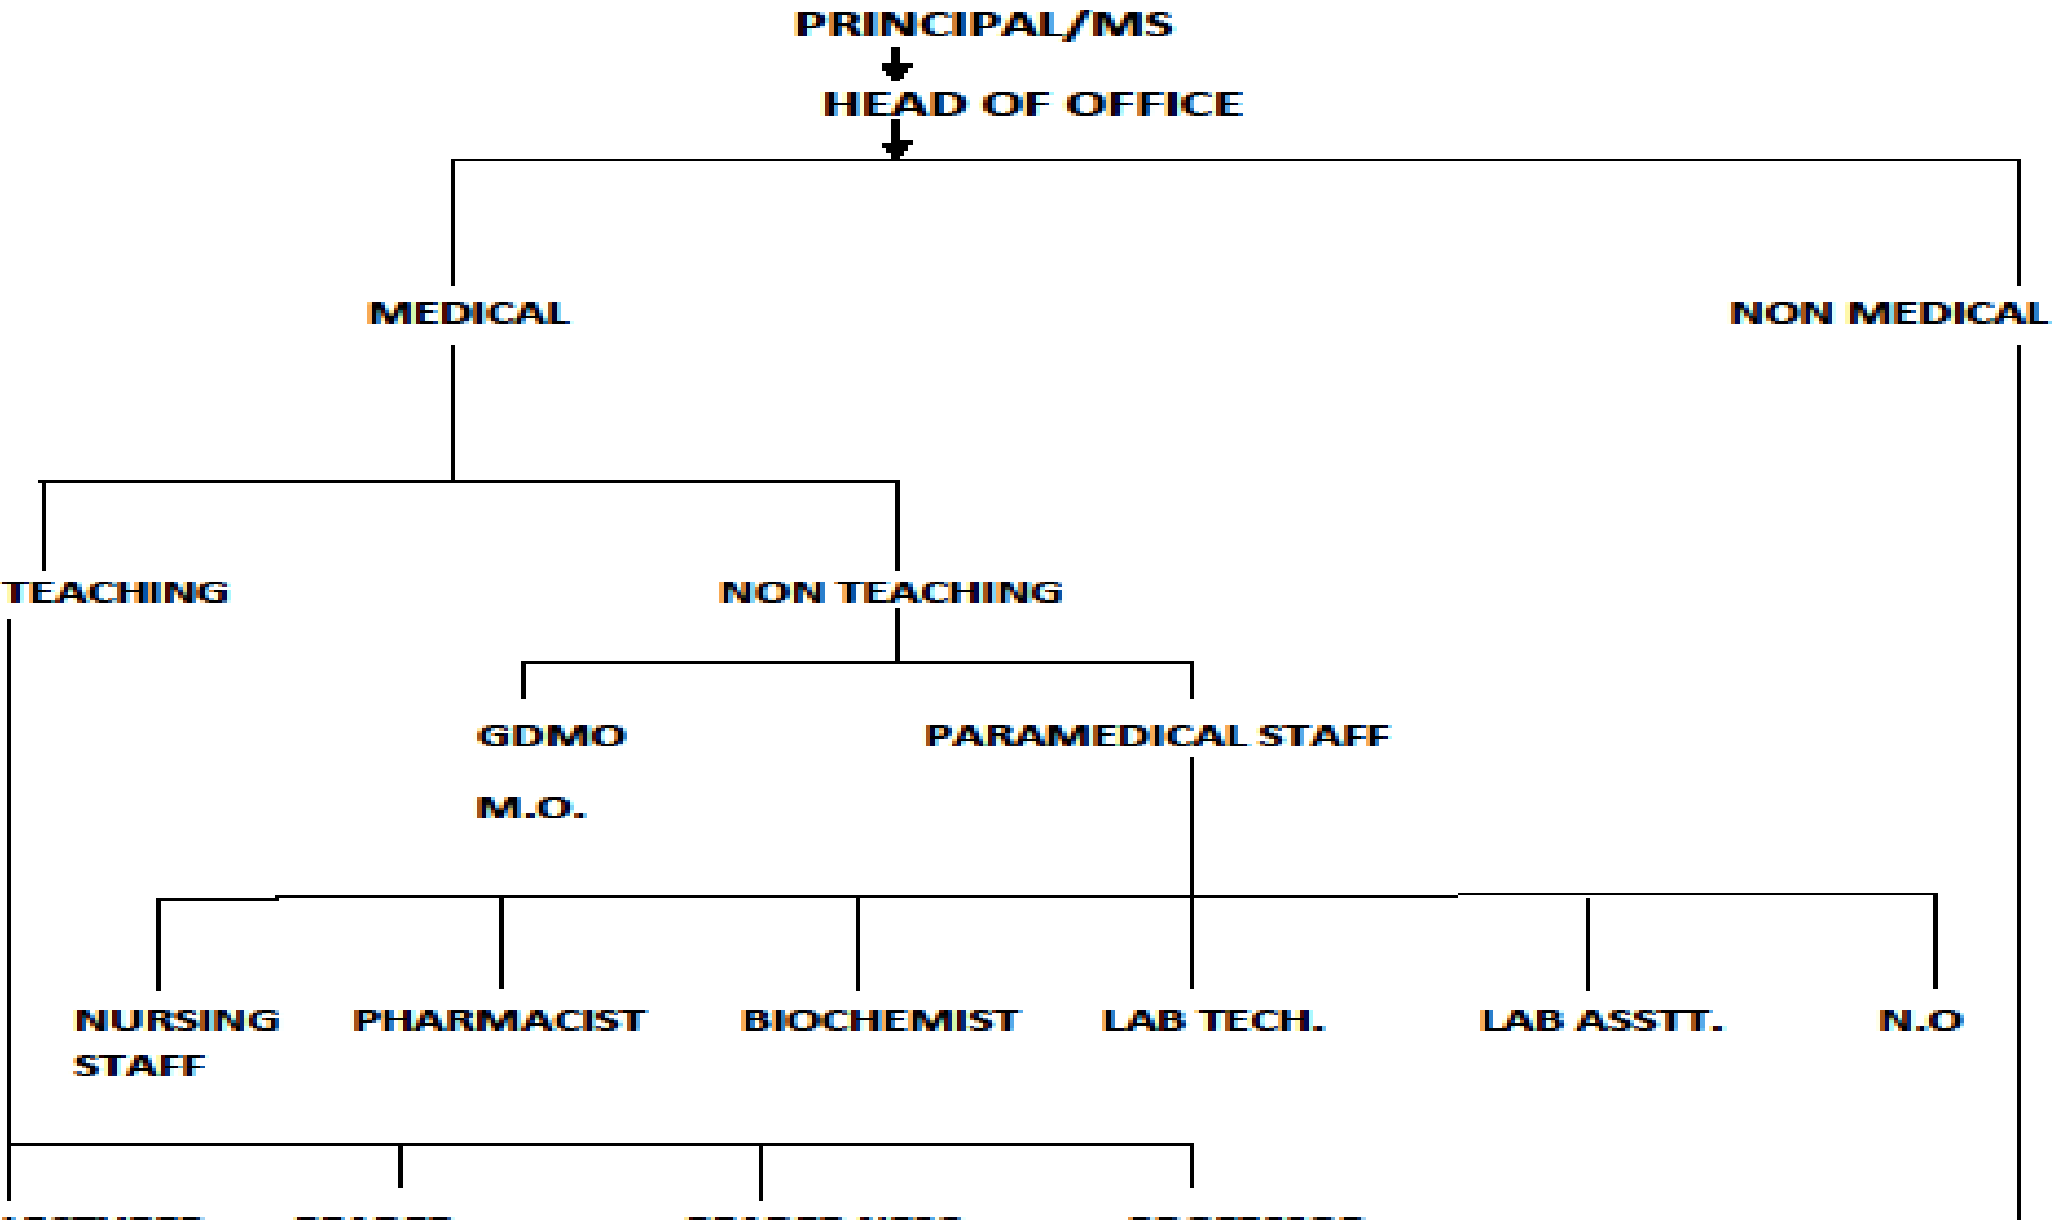 PRINCIPAL/MS
HEAD OF OFFICE
MEDICAL
NON MEDICAL
TEACHING
NON TEACHING
GDMO
PARAMEDICAL STAFF
M.O.
NURSING
STAFF
PHARMACIST
BIOCHEMIST
LAB TECH.
LAB ASSTT.
N.O